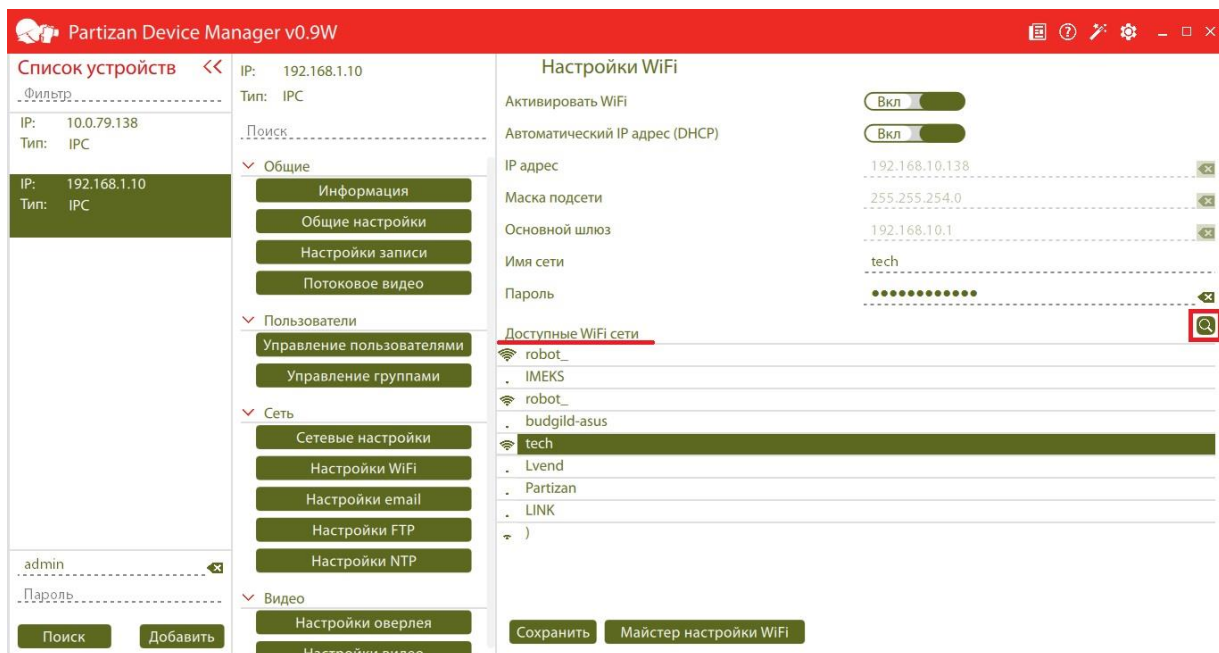 Partizan Device Manager v0.9W
Список устройств <<
Фильтр
IP: 10.0.79.138
Тип: IPC
IP: 192.168.1.10
Тип: IPC
admin
Пароль
Поиск Добавить
IP: 192.168.1.10
Тип: IPC
Поиск
Общие
Информация
Общие настройки
Настройки записи
Потоковое видео
Пользователи
Управление пользователями
Управление группами
Сеть
Сетевые настройки
Настройки WiFi
Настройки email
Настройки FTP
Настройки NTP
Видео
Настройки оверлея
Настройки видео
Настройки WiFi
Активировать WiFi Вкл
Автоматический IP адрес (DHCP) Вкл
IP адрес 192.168.10.138
Маска подсети 255.255.254.0
Основной шлюз 192.168.10.1
Имя сети tech
Пароль ••••••••••••
Доступные WiFi сети
robot_
IMEKS
robot_
budgild-asus
tech
Lvend
Partizan
LINK
)
Сохранить Майстер настройки WiFi